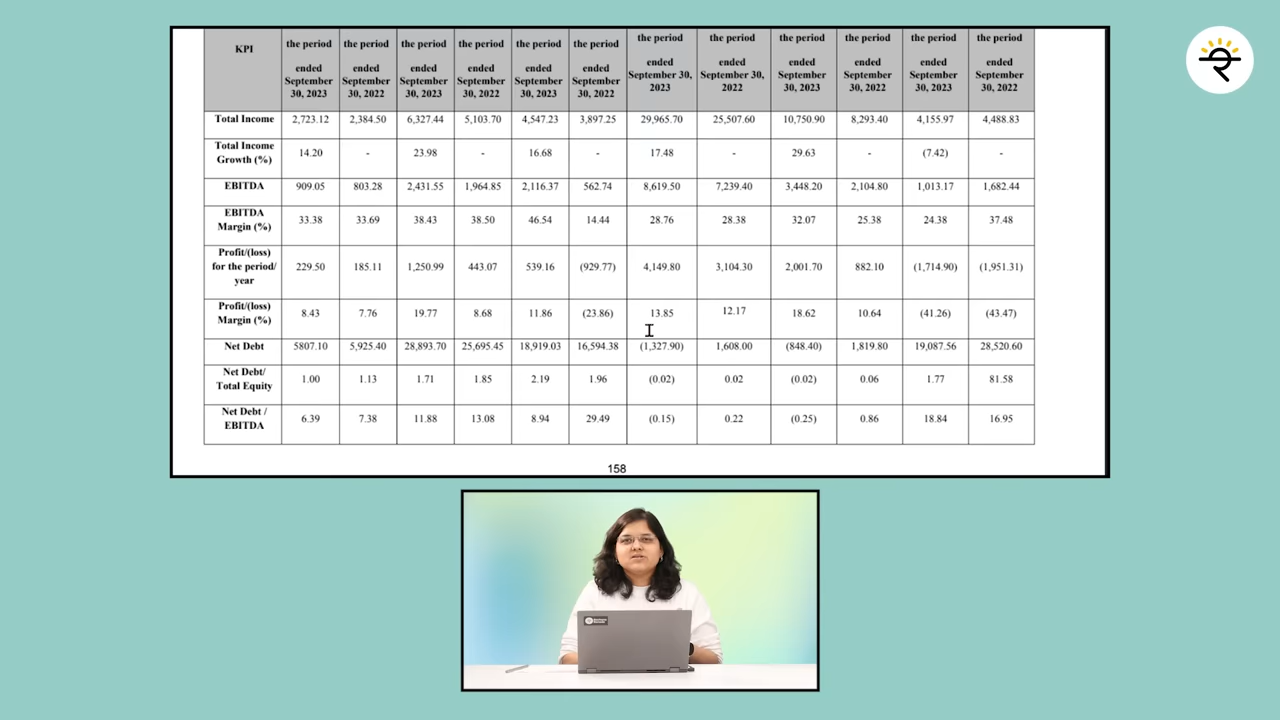 KPI the period ended September 30, 2023 the period ended September 30, 2022 the period ended September 30, 2023 the period ended September 30, 2022 the period ended September 30, 2023 the period ended September 30, 2022 the period ended September 30, 2023 the period ended September 30, 2022 the period ended September 30, 2023 the period ended September 30, 2022 the period ended September 30, 2023 the period ended September 30, 2022
Total Income 2,723.12 2,384.50 6,327.44 5,103.70 4,547.23 3,897.25 29,965.70 25,507.60 10,750.90 8,293.40 4,155.97 4,488.83
Total Income Growth (%) 14.20 - 23.98 - 16.68 - 17.48 - 29.63 - (7.42) -
EBITDA 909.05 803.28 2,431.55 1,964.85 2,116.37 562.74 8,619.50 7,239.40 3,448.20 2,104.80 1,013.17 1,682.44
EBITDA Margin (%) 33.38 33.69 38.43 38.50 46.54 14.44 28.76 28.38 32.07 25.38 24.38 37.48
Profit/(loss) for the period/ year 229.50 185.11 1,250.99 443.07 539.16 (929.77) 4,149.80 3,104.30 2,001.70 882.10 (1,714.90) (1,951.31)
Profit/(loss) Margin (%) 8.43 7.76 19.77 8.68 11.86 (23.86) 13.85 12.17 18.62 10.64 (41.26) (43.47)
Net Debt 5807.10 5,925.40 28,893.70 25,695.45 18,919.03 16,594.38 (1,327.90) 1,608.00 (848.40) 1,819.80 19,087.56 28,520.60
Net Debt/ Total Equity 1.00 1.13 1.71 1.85 2.19 1.96 (0.02) 0.02 (0.02) 0.06 1.77 81.58
Net Debt / EBITDA 6.39 7.38 11.88 13.08 8.94 29.49 (0.15) 0.22 (0.25) 0.86 18.84 16.95
158